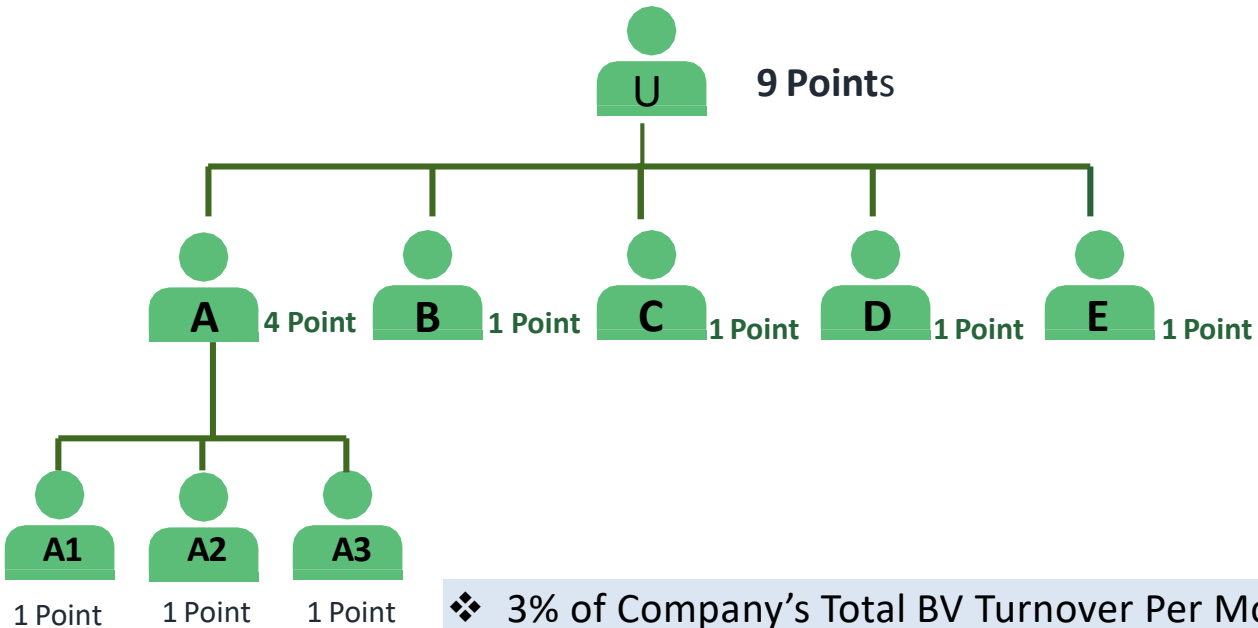 U
9 Points
A
4 Point
B
1 Point
C
1 Point
D
1 Point
E
1 Point
A1
A2
A3
1 Point
1 Point
1 Point
❖ 3% of Company's Total BV Turnover Per